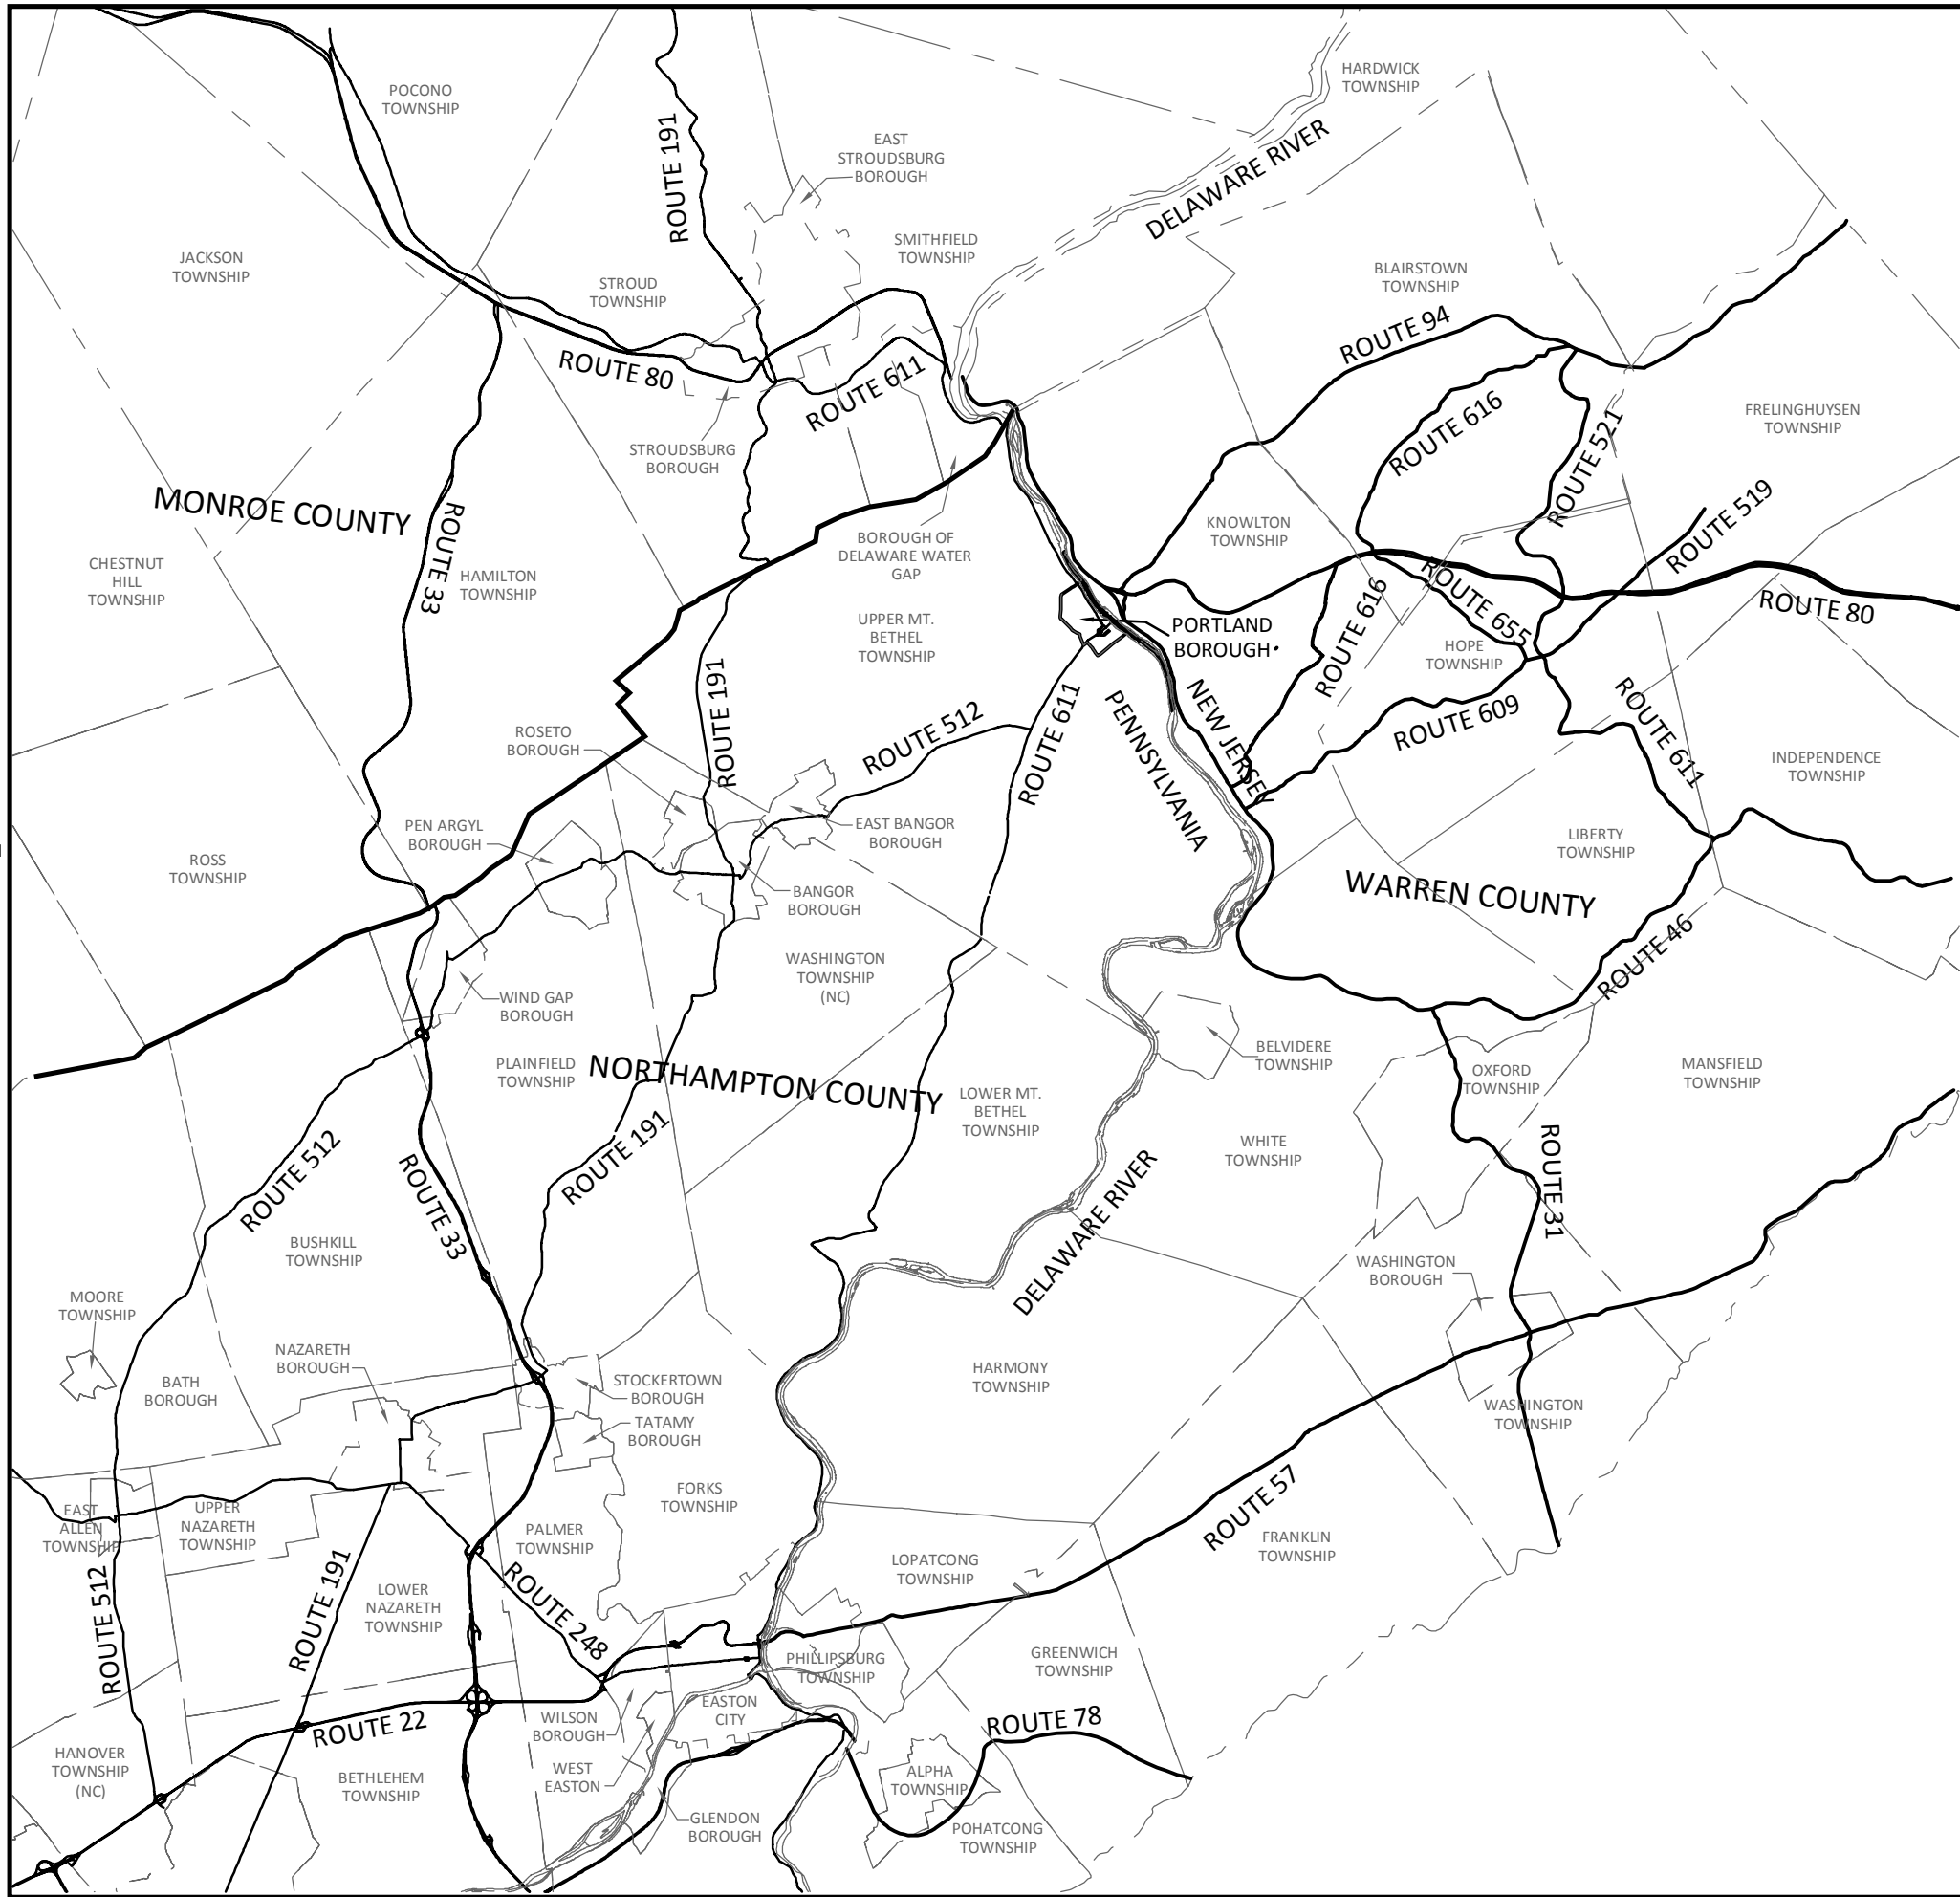 POCONO
TOWNSHIP
HARDWICK
TOWNSHIP
ROUTE 191
EAST
STROUDSBURG
BOROUGH
DELAWARE RIVER
JACKSON
TOWNSHIP
STROUD
TOWNSHIP
SMITHFIELD
TOWNSHIP
BLAIRSTOWN
TOWNSHIP
ROUTE 94
ROUTE 80
ROUTE 611
STROUDSBURG
BOROUGH
ROUTE 616
ROUTE 521
FRELINGHUYSEN
TOWNSHIP
MONROE COUNTY
ROUTE 33
BOROUGH OF
DELAWARE WATER
GAP
KNOWLTON
TOWNSHIP
ROUTE 519
CHESTNUT
HILL
TOWNSHIP
HAMILTON
TOWNSHIP
UPPER MT.
BETHEL
TOWNSHIP
PORTLAND
BOROUGH
ROUTE 616
ROUTE 655
HOPE
TOWNSHIP
ROUTE 80
ROUTE 191
ROSETO
BOROUGH
ROUTE 512
ROUTE 611
PENNSYLVANIA
NEW JERSEY
ROUTE 609
ROUTE 611
INDEPENDENCE
TOWNSHIP
PEN ARGYL
BOROUGH
EAST BANGOR
BOROUGH
ROSS
TOWNSHIP
LIBERTY
TOWNSHIP
BANGOR
BOROUGH
WARREN COUNTY
WASHINGTON
TOWNSHIP
(NC)
ROUTE 46
WIND GAP
BOROUGH
PLAINFIELD
TOWNSHIP
NORTHAMPTON COUNTY
LOWER MT.
BETHEL
TOWNSHIP
BELVIDERE
TOWNSHIP
OXFORD
TOWNSHIP
MANSFIELD
TOWNSHIP
ROUTE 512
ROUTE 33
ROUTE 191
WHITE
TOWNSHIP
ROUTE 31
DELAWARE RIVER
BUSHKILL
TOWNSHIP
WASHINGTON
BOROUGH
MOORE
TOWNSHIP
NAZARETH
BOROUGH
BATH
BOROUGH
STOCKERTOWN
BOROUGH
HARMONY
TOWNSHIP
TATAMY
BOROUGH
WASHINGTON
TOWNSHIP
EAST
ALLEN
TOWNSHIP
UPPER
NAZARETH
TOWNSHIP
FORKS
TOWNSHIP
ROUTE 57
PALMER
TOWNSHIP
FRANKLIN
TOWNSHIP
LOPATCONG
TOWNSHIP
ROUTE 512
ROUTE 191
LOWER
NAZARETH
TOWNSHIP
ROUTE 248
PHILLIPSBURG
TOWNSHIP
GREENWICH
TOWNSHIP
ROUTE 22
WILSON
BOROUGH
EASTON
CITY
ROUTE 78
HANOVER
TOWNSHIP
(NC)
BETHLEHEM
TOWNSHIP
WEST
EASTON
ALPHA
TOWNSHIP
GLENDON
BOROUGH
POHATCONG
TOWNSHIP